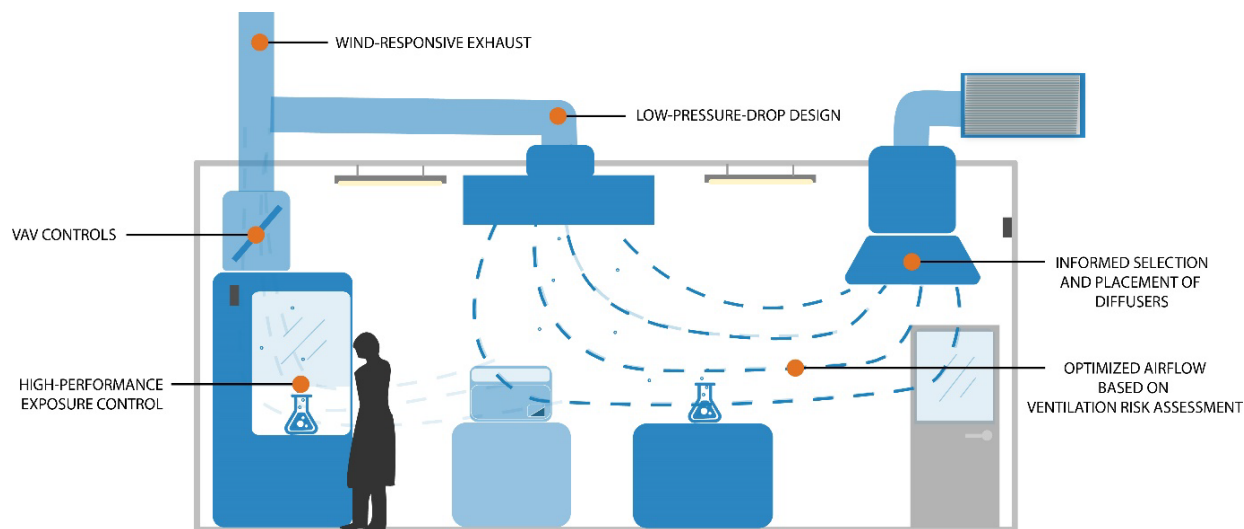 WIND-RESPONSIVE EXHAUST
LOW-PRESSURE-DROP DESIGN
VAV CONTROLS
INFORMED SELECTION
AND PLACEMENT OF
DIFFUSERS
HIGH-PERFORMANCE
EXPOSURE CONTROL
OPTIMIZED AIRFLOW
BASED ON
VENTILATION RISK ASSESSMENT